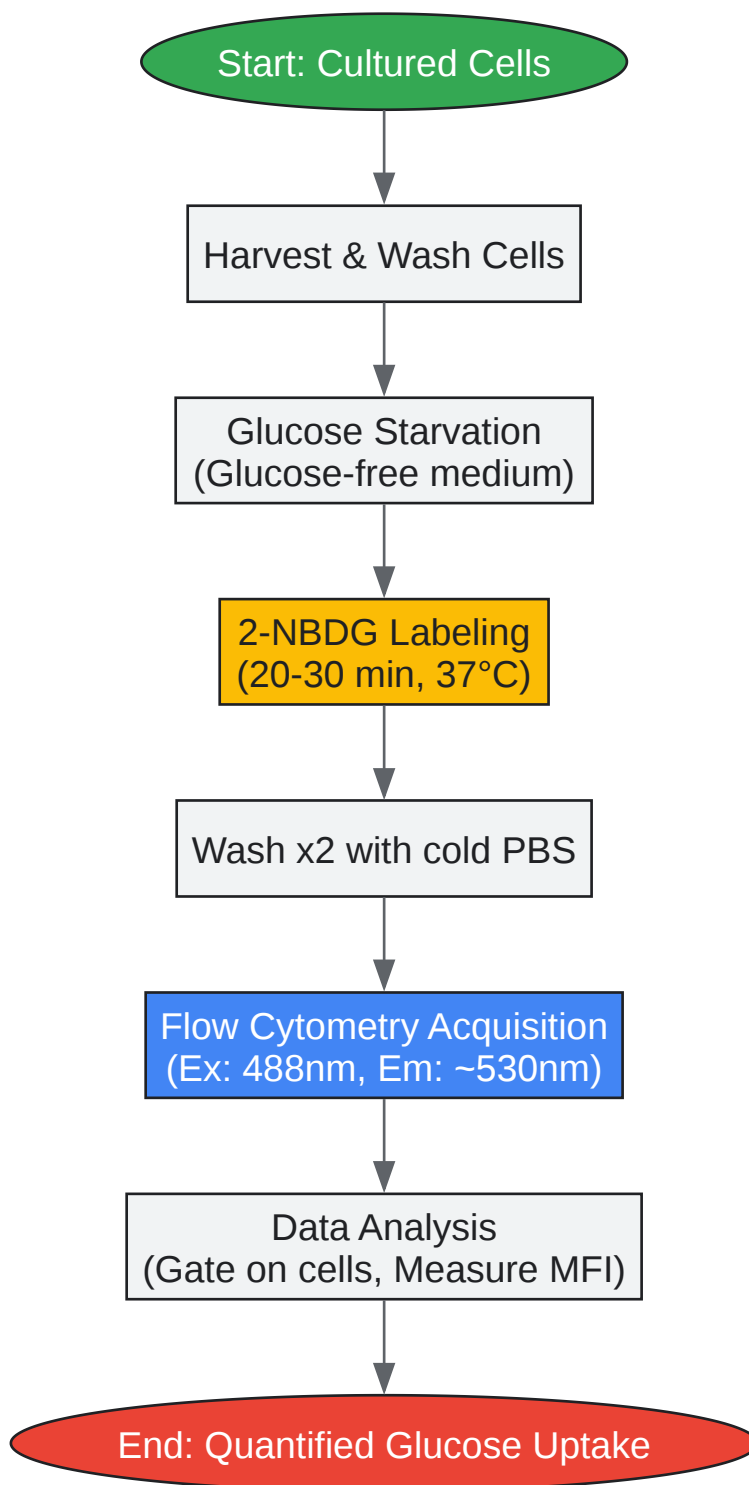 Start: Cultured Cells
Harvest & Wash Cells
Glucose Starvation
(Glucose-free medium)
2-NBDG Labeling
(20-30 min, 37°C)
Wash x2 with cold PBS
Flow Cytometry Acquisition
(Ex: 488nm, Em: ~530nm)
Data Analysis
(Gate on cells, Measure MFI)
End: Quantified Glucose Uptake